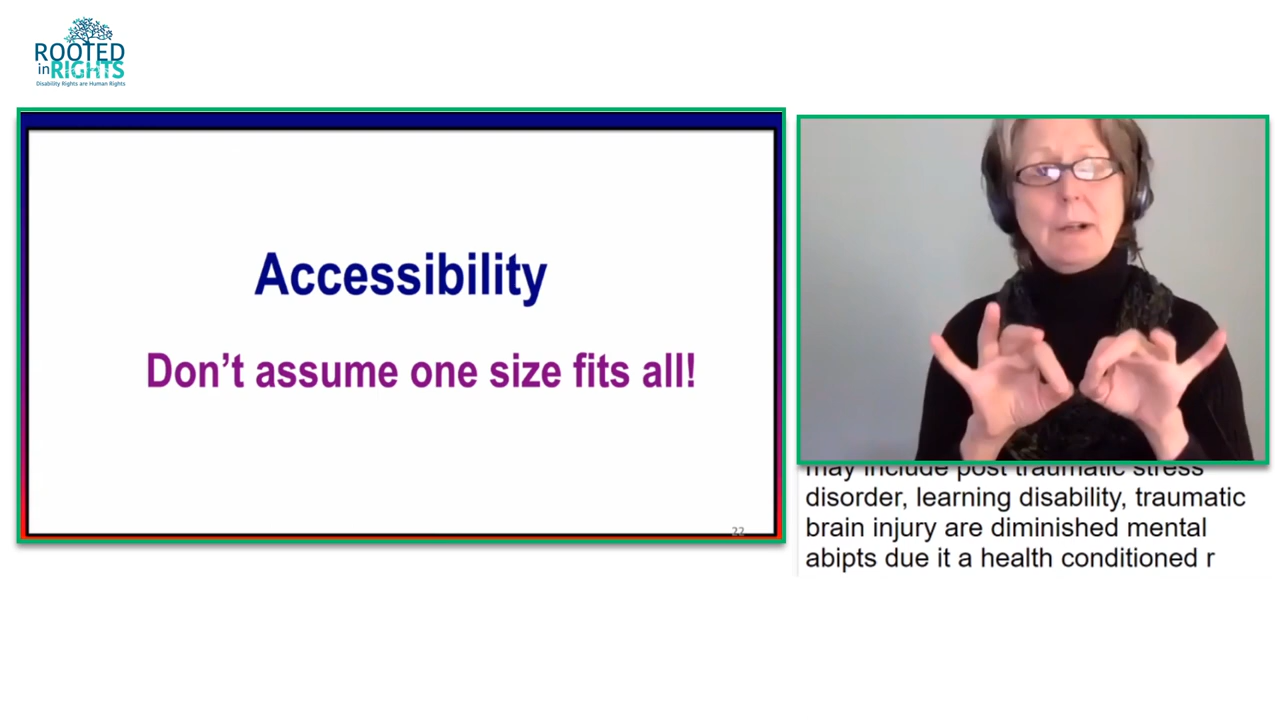 ROOTED
in RIGHTS
Disability Rights are Human Rights
Accessibility
Don't assume one size fits all!
22
may include post traumatic stress
disorder, learning disability, traumatic
brain injury are diminished mental
abipts due it a health conditioned r